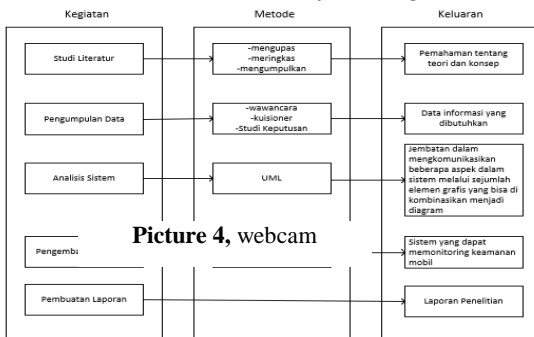 Kegiatan
Metode
Keluaran
Studi Literatur
-mengupas
-meringkas
-mengumpulkan
Pemahaman tentang
teori dan konsep
Pengumpulan Data
-wawancara
-kuisioner
-Studi Keputusan
Data informasi yang
dibutuhkan
Analisis Sistem
UML
Jembatan dalam
mengkomunikasikan
beberapa aspek dalam
sistem melalui sejumlah
elemen grafis yang bisa di
kombinasikan menjadi
diagram
Picture 4, webcam
Sistem yang dapat
memonitoring keamanan
mobil
Pembuatan Laporan
Laporan Penelitian